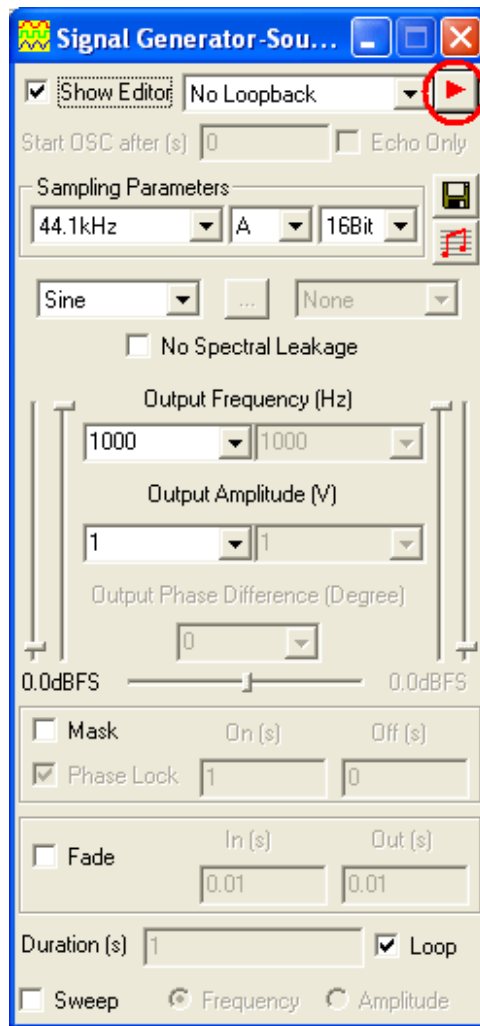 Signal Generator-Sou...
Show Editor No Loopback
Start OSC after (s) 0 Echo Only
Sampling Parameters
44.1kHz A 16Bit
Sine ... None
No Spectral Leakage
Output Frequency (Hz)
1000 1000
Output Amplitude (V)
1 1
Output Phase Difference (Degree)
0
0.0dBFS 0.0dBFS
Mask On (s) Off (s)
Phase Lock 1 0
In (s) Out (s)
Fade
0.01 0.01
Duration (s) 1 Loop
Sweep Frequency Amplitude